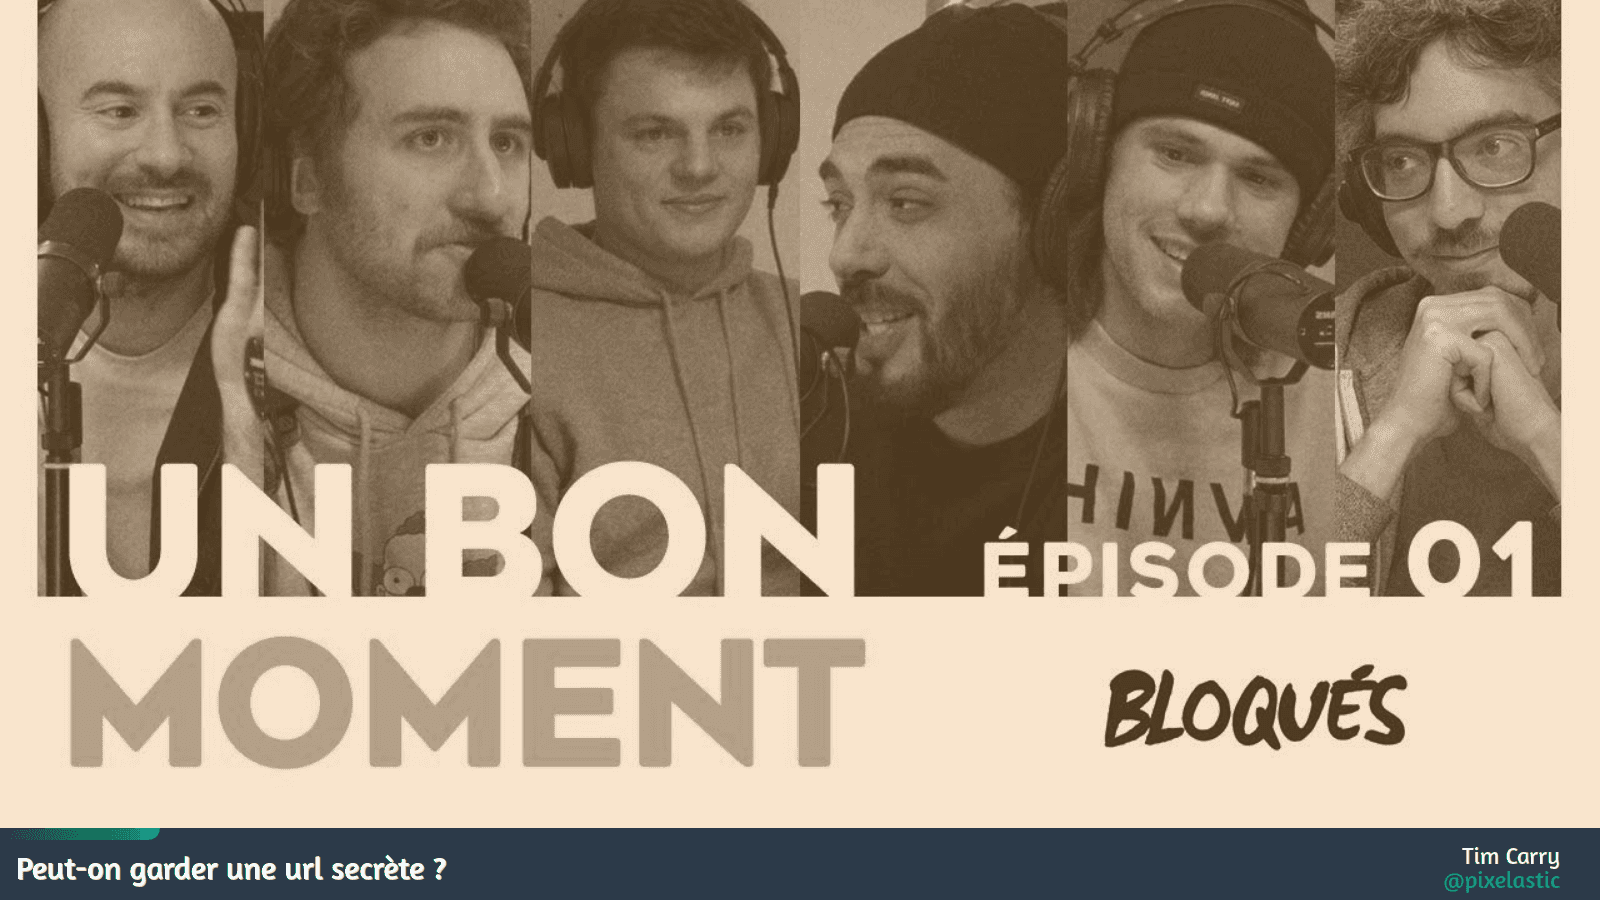 UN BON
ÉPISODE 01
MOMENT
BLOQUÉS
Peut-on garder une url secrète ?
Tim Carry
@pixelastic